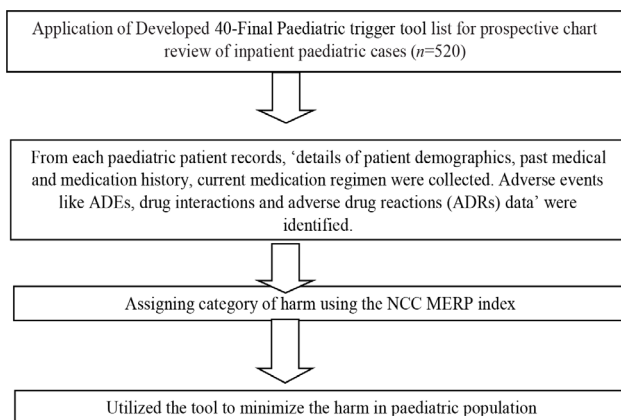 Application of Developed 40-Final Paediatric trigger tool list for prospective chart
review of inpatient paediatric cases (n=520)
From each paediatric patient records, ‘details of patient demographics, past medical
and medication history, current medication regimen were collected. Adverse events
like ADEs, drug interactions and adverse drug reactions (ADRs) data’ were
identified.
Assigning category of harm using the NCC MERP index
Utilized the tool to minimize the harm in paediatric population